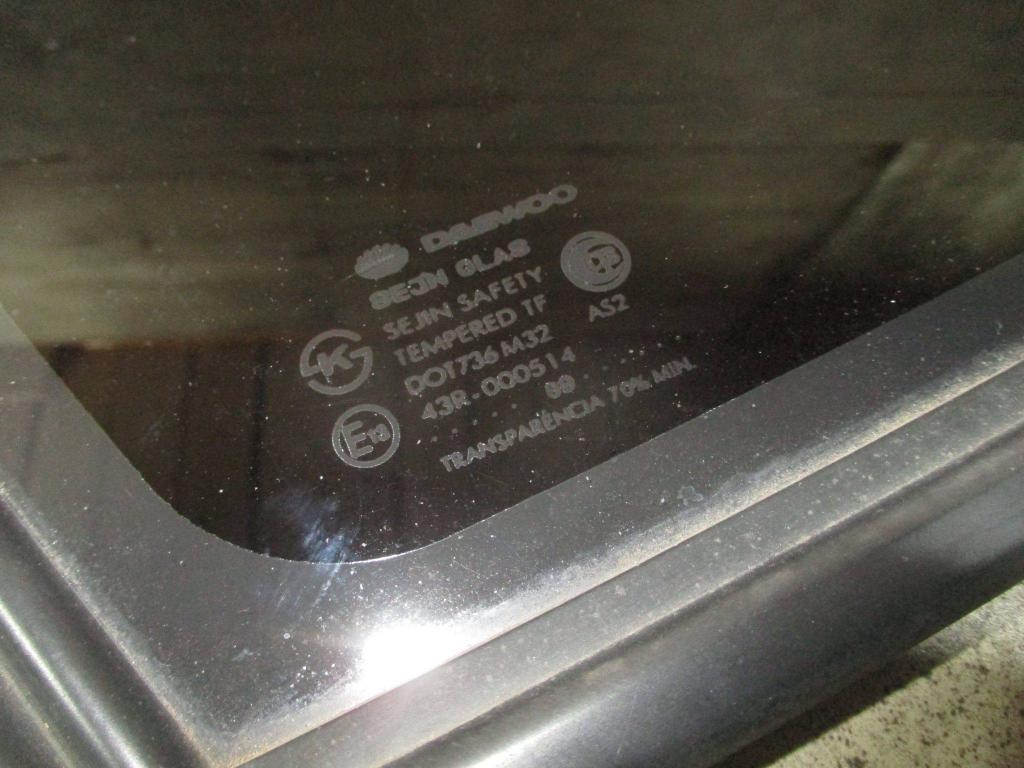 DAEWOO
SEJIN GLAS
SEJIN SAFETY
TEMPERED TF
DOT736 M32
AS2
K
43R-000514
E
TRANSPARÊNCIA 70% MIN.